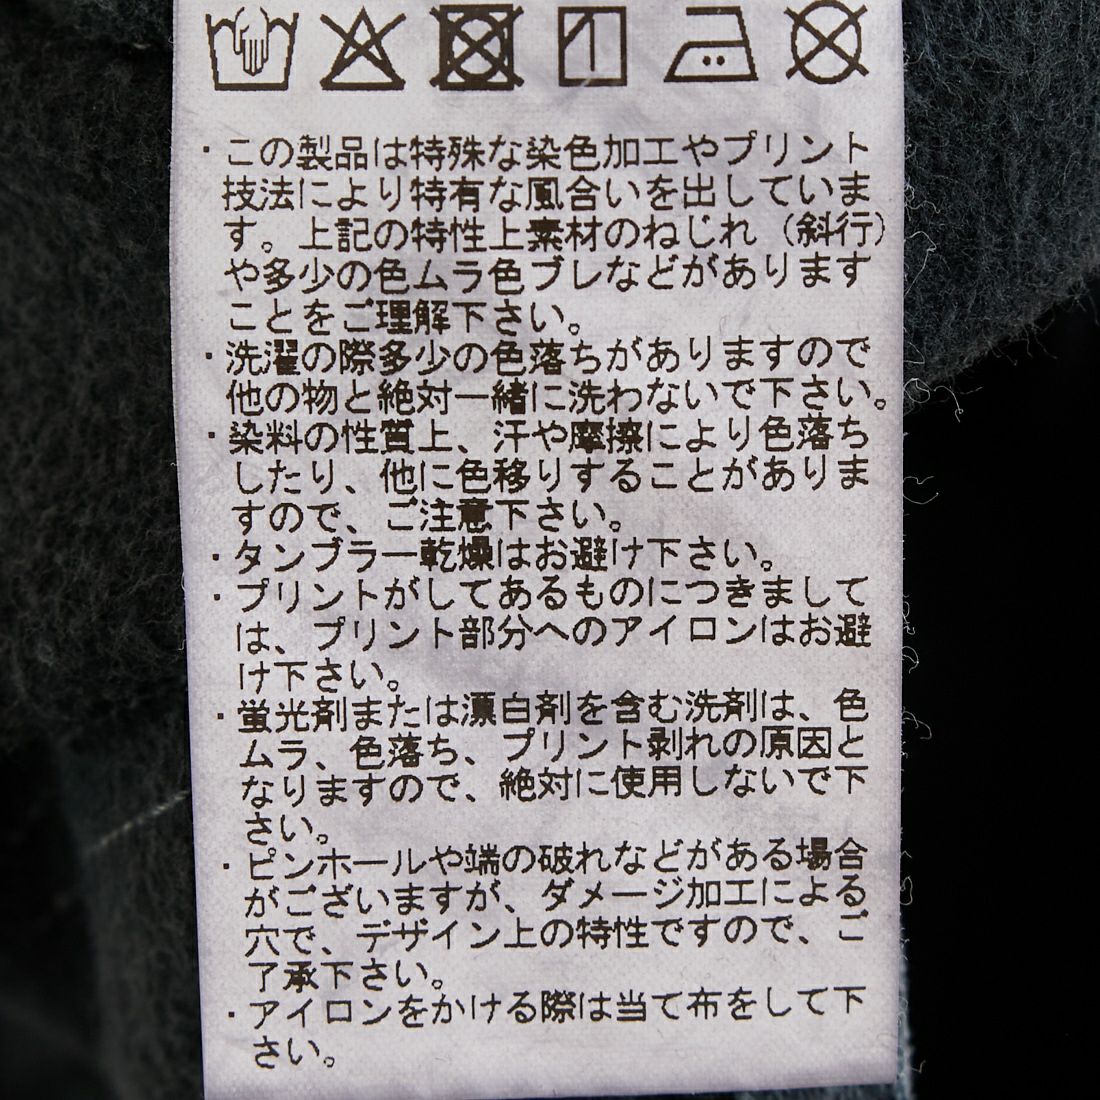 ・この製品は特殊な染色加工やプリント
技法により特有な風合いを出していま
す。上記の特性上素材のねじれ（斜行）
や多少の色ムラ色ブレなどがあります
ことをご理解下さい。
・洗濯の際多少の色落ちがありますので
他の物と絶対一緒に洗わないで下さい。
・染料の性質上、汗や摩擦により色落ち
したり、他に色移りすることがありま
すので、ご注意下さい。
・タンブラー乾燥はお避け下さい。
・プリントがしてあるものにつきまして
は、プリント部分へのアイロンはお避
け下さい。
・蛍光剤または漂白剤を含む洗剤は、色
ムラ、色落ち、プリント剥れの原因と
なりますので、絶対に使用しないで下
さい。
・ピンホールや端の破れなどがある場合
がございますが、ダメージ加工による
穴で、デザイン上の特性ですので、ご
了承下さい。
・アイロンをかける際は当て布をして下
さい。